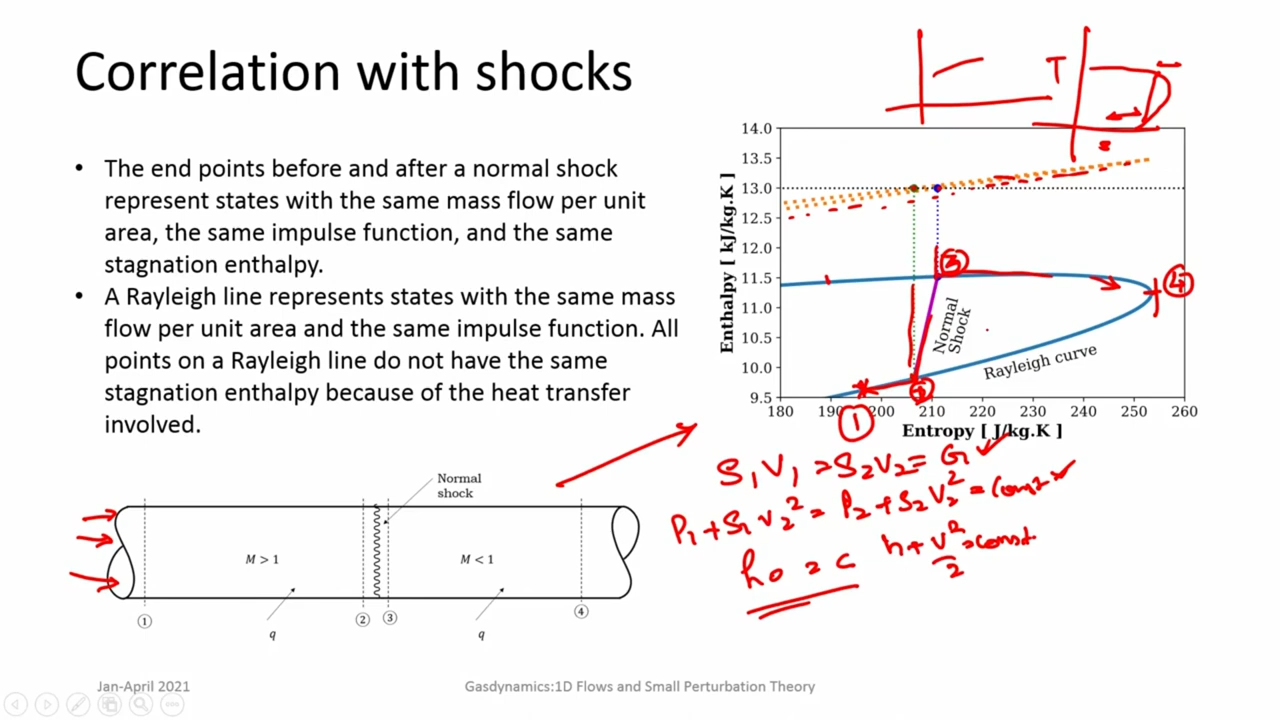 Correlation with shocks
• The end points before and after a normal shock
represent states with the same mass flow per unit
area, the same impulse function, and the same
stagnation enthalpy.
• A Rayleigh line represents states with the same mass
flow per unit area and the same impulse function. All
points on a Rayleigh line do not have the same
stagnation enthalpy because of the heat transfer
involved.
T
s
Enthalpy [ kJ/kg.K ]
14.0
13.5
13.0
12.5
12.0
11.5
11.0
10.5
10.0
9.5
3
4
Normal
Shock
Rayleigh curve
180 190 200 210 220 230 240 250 260
1
Entropy [ J/kg.K ]
S₁V₁ = S₂V₂ = G
P₁ + S₁V₂² = P₂ + S₂V₂² = const
h₀ = c
h + V²/2 = const
Normal
shock
M > 1
M < 1
① ② ③ ④
q q
Jan-April 2021
Gasdynamics:1D Flows and Small Perturbation Theory